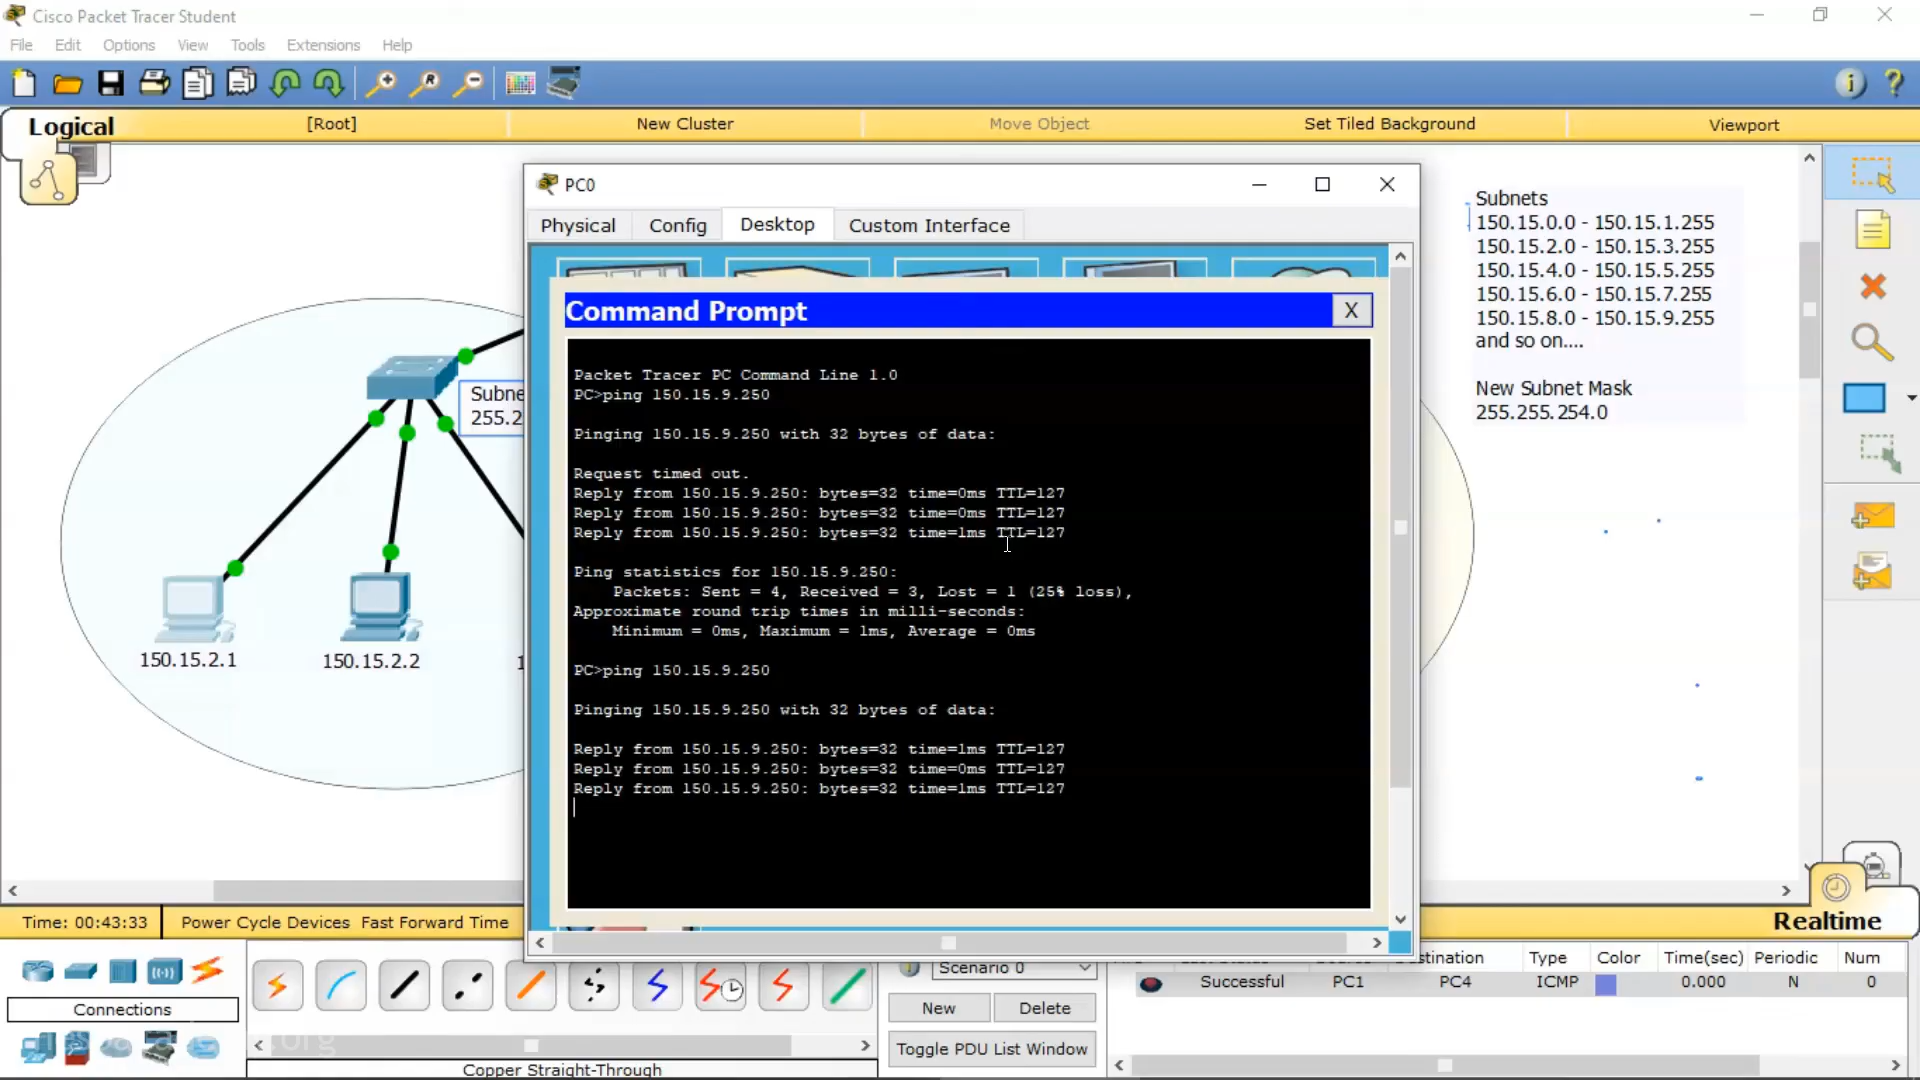 Cisco Packet Tracer Student
File Edit Options View Tools Extensions Help
Logical [Root] New Cluster Move Object Set Tiled Background Viewport
PC0
Physical Config Desktop Custom Interface
Command Prompt X
Packet Tracer PC Command Line 1.0
PC>ping 150.15.9.250
Pinging 150.15.9.250 with 32 bytes of data:
Request timed out.
Reply from 150.15.9.250: bytes=32 time=0ms TTL=127
Reply from 150.15.9.250: bytes=32 time=0ms TTL=127
Reply from 150.15.9.250: bytes=32 time=1ms TTL=127
Ping statistics for 150.15.9.250:
Packets: Sent = 4, Received = 3, Lost = 1 (25% loss),
Approximate round trip times in milli-seconds:
Minimum = 0ms, Maximum = 1ms, Average = 0ms
PC>ping 150.15.9.250
Pinging 150.15.9.250 with 32 bytes of data:
Reply from 150.15.9.250: bytes=32 time=1ms TTL=127
Reply from 150.15.9.250: bytes=32 time=0ms TTL=127
Reply from 150.15.9.250: bytes=32 time=1ms TTL=127
Subne
255.2
150.15.2.1
150.15.2.2
1
Subnets
150.15.0.0 - 150.15.1.255
150.15.2.0 - 150.15.3.255
150.15.4.0 - 150.15.5.255
150.15.6.0 - 150.15.7.255
150.15.8.0 - 150.15.9.255
and so on....
New Subnet Mask
255.255.254.0
Time: 00:43:33 Power Cycle Devices Fast Forward Time
Realtime
Connections
Copper Straight-Through
Scenario 0
New Delete
Toggle PDU List Window
stination Type Color Time(sec) Periodic Num
Successful PC1 PC4 ICMP 0.000 N 0